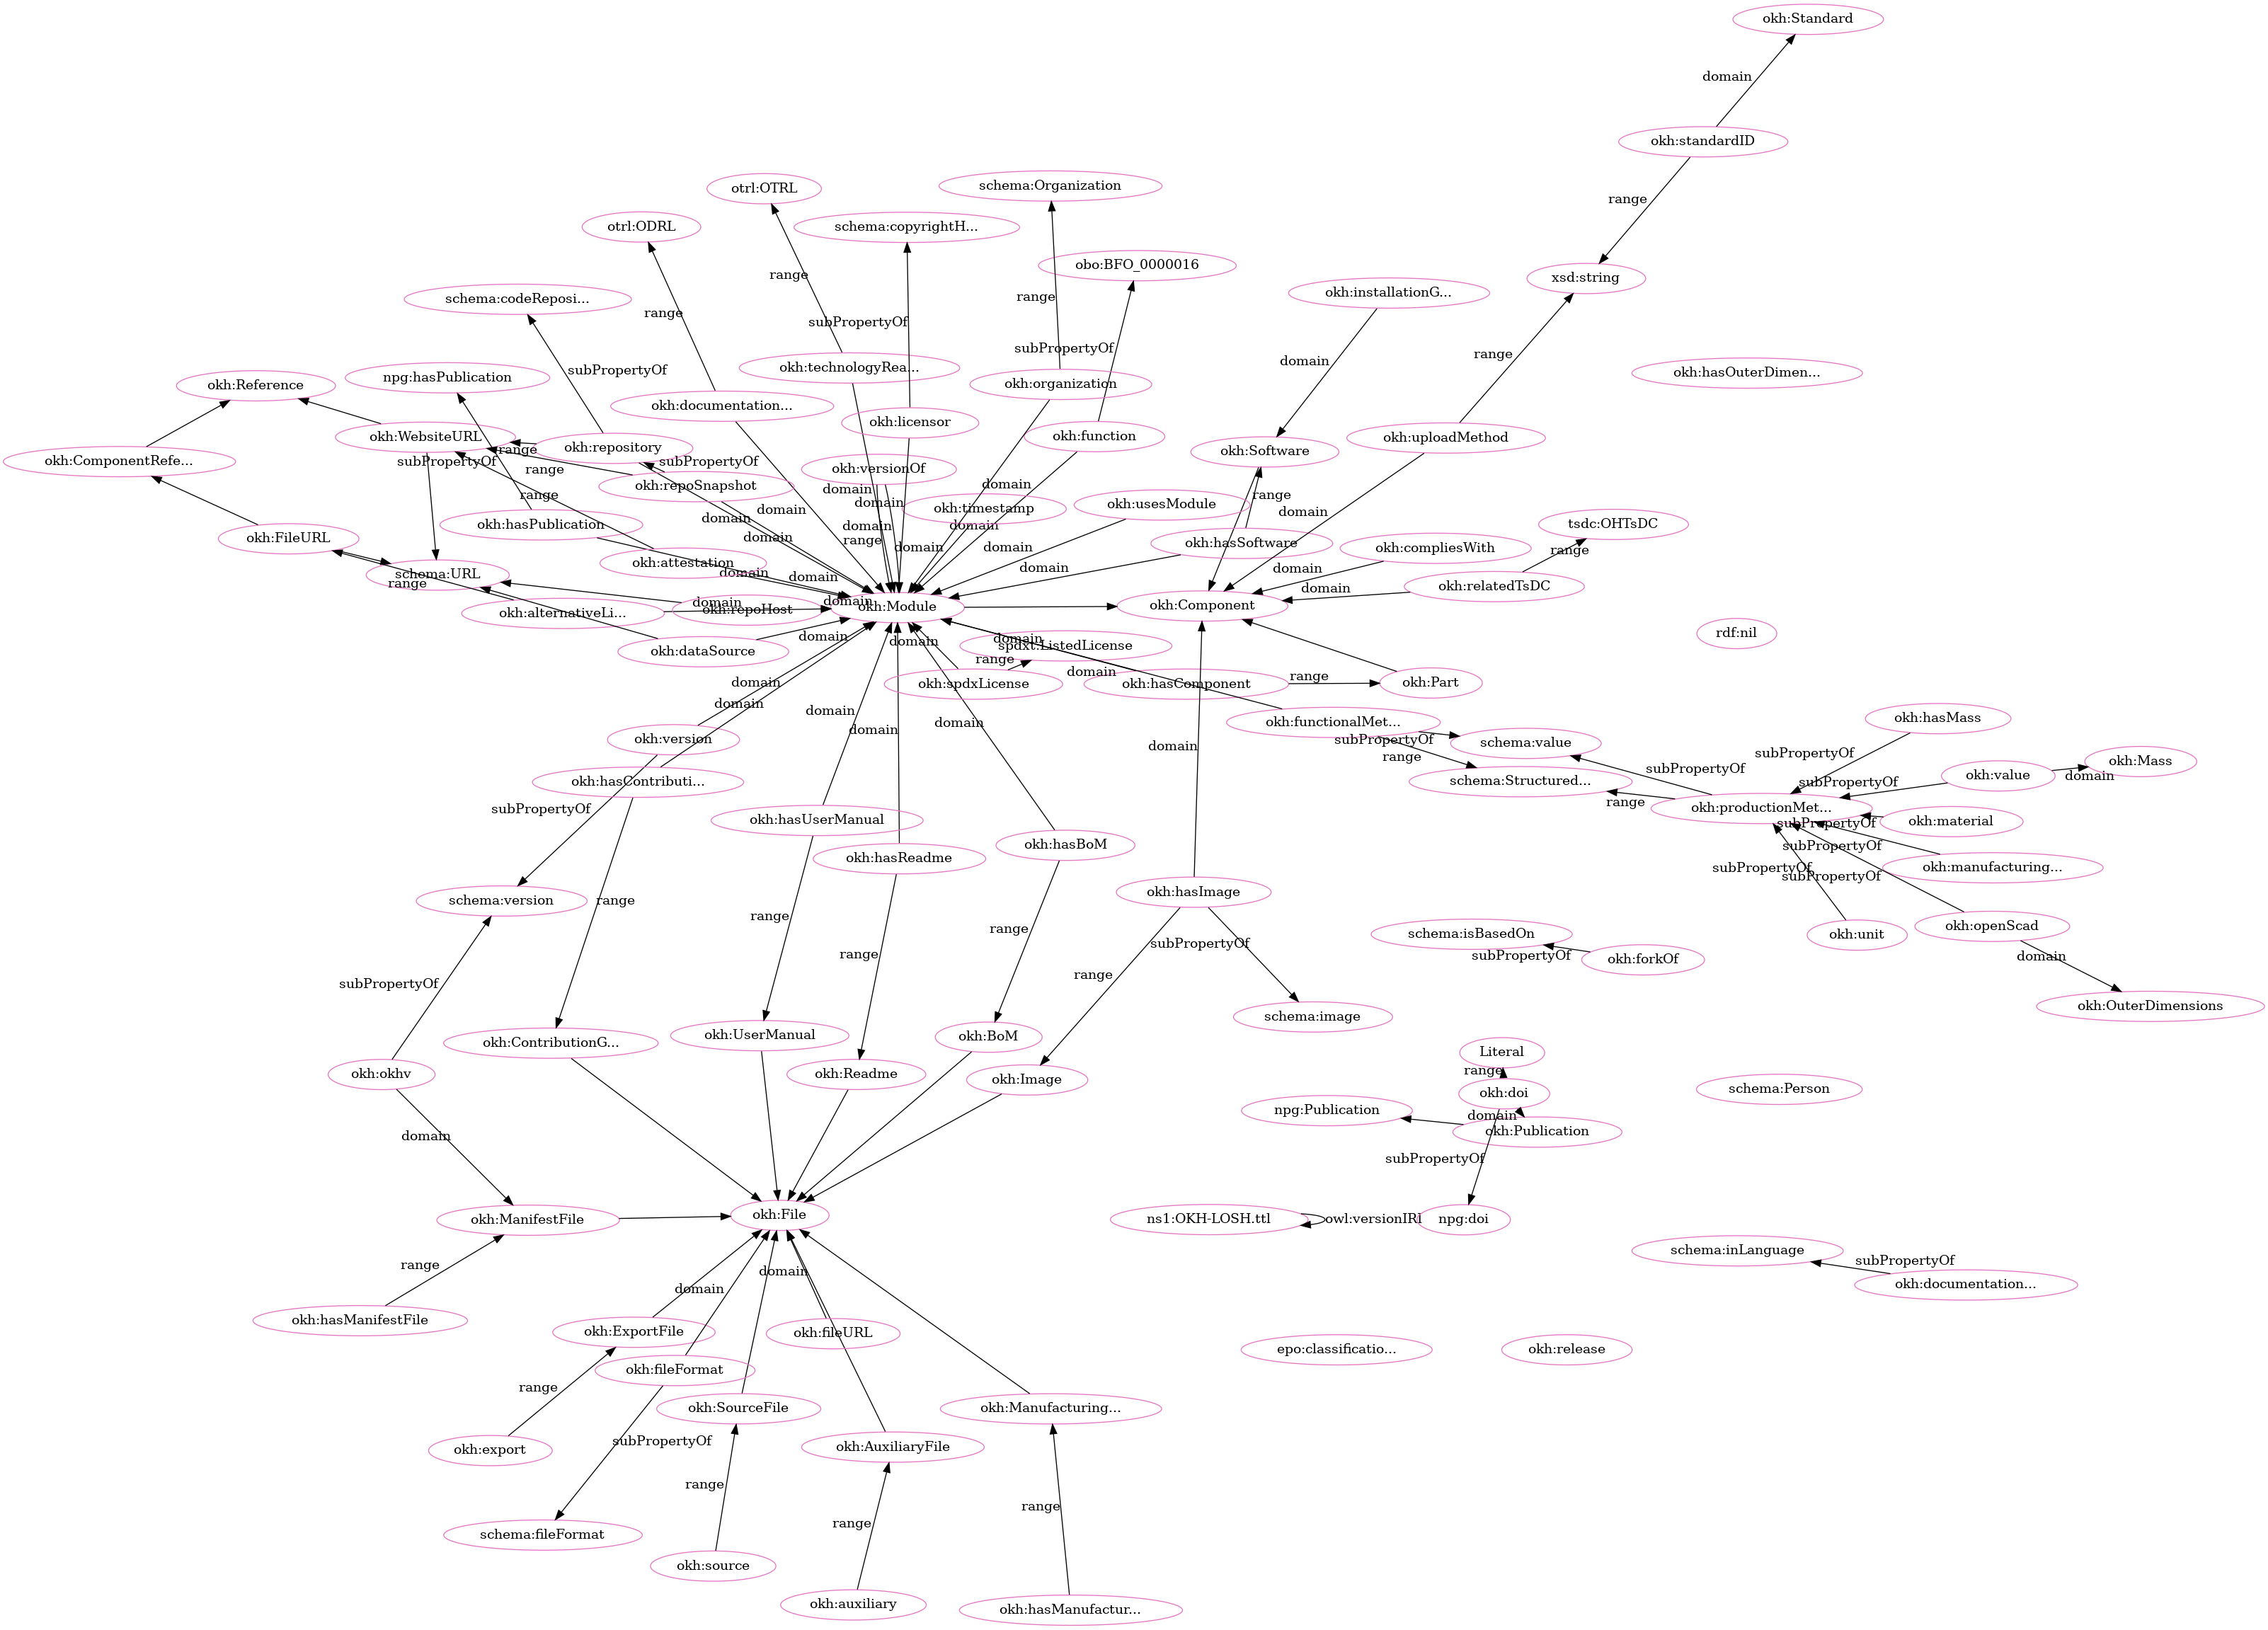 okh:Standard
domain
okh:standardID
range
otrl:OTRL
schema:Organization
otrl:ODRL
schema:copyrightH...
obo:BFO_0000016
xsd:string
range
range
schema:codeReposi...
okh:installationG...
range
subPropertyOf
subPropertyOf
range
domain
okh:technologyRea...
subPropertyOf
okh:Reference
npg:hasPublication
okh:organization
okh:hasOuterDimen...
okh:documentation...
okh:licensor
okh:WebsiteURL
okh:repository
okh:function
okh:Software
okh:uploadMethod
range
okh:ComponentRefe...
subPropertyOf
range
subPropertyOf
okh:versionOf
okh:repoSnapshot
domain
domain
domain
range
range
okh:timestamp
okh:usesModule
domain
domain
okh:hasPublication
domain
domain
domain
tsdc:OHTsDC
okh:FileURL
domain
range
domain
domain
okh:hasSoftware
okh:compliesWith
range
okh:attestation
schema:URL
range
domain
domain
domain
domain
domain
okh:relatedTsDC
domain
okh:alternativeLi...
okh:repoHost
domain
okh:Module
okh:Component
rdf:nil
okh:dataSource
domain
domain
domain
spdxt:ListedLicense
range
okh:spdxLicense
domain
okh:hasComponent
range
okh:Part
domain
domain
domain
domain
domain
okh:functionalMet...
okh:hasMass
okh:version
subPropertyOf
schema:value
domain
range
subPropertyOf
okh:hasContributi...
subPropertyOf
subPropertyOf
okh:value
okh:Mass
domain
schema:Structured...
range
okh:productionMet...
subPropertyOf
okh:hasUserManual
subPropertyOf
okh:material
okh:hasReadme
okh:hasBoM
subPropertyOf
okh:manufacturing...
subPropertyOf
subPropertyOf
okh:hasImage
schema:version
range
range
range
range
subPropertyOf
schema:isBasedOn
subPropertyOf
okh:forkOf
okh:unit
okh:openScad
domain
subPropertyOf
range
okh:OuterDimensions
schema:image
okh:ContributionG...
okh:UserManual
okh:BoM
Literal
okh:okhv
okh:Readme
okh:Image
range
okh:doi
schema:Person
npg:Publication
domain
okh:Publication
domain
subPropertyOf
okh:ManifestFile
okh:File
ns1:OKH-LOSH.ttl
owl:versionIRI
npg:doi
range
domain
domain
schema:inLanguage
subPropertyOf
okh:documentation...
okh:hasManifestFile
okh:ExportFile
okh:fileURL
epo:classificatio...
okh:release
okh:fileFormat
range
okh:SourceFile
okh:Manufacturing...
okh:export
subPropertyOf
okh:AuxiliaryFile
range
range
range
schema:fileFormat
okh:source
okh:auxiliary
okh:hasManufactur...